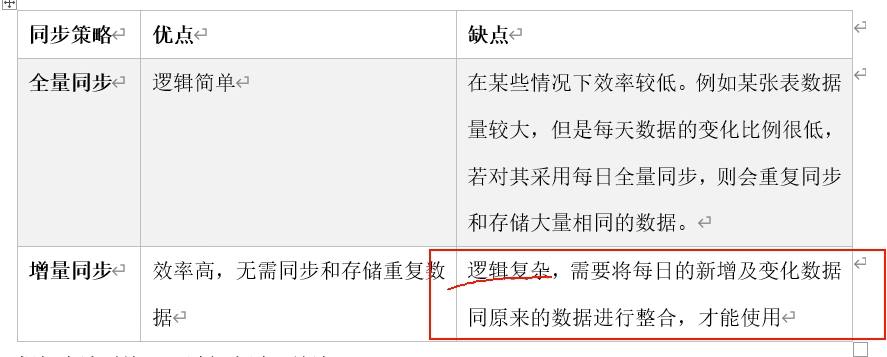 同步策略 优点 缺点
全量同步 逻辑简单 在某些情况下效率较低。例如某张表数据
量较大，但是每天数据的变化比例很低，
若对其采用每日全量同步，则会重复同步
和存储大量相同的数据。
增量同步 效率高，无需同步和存储重复数 逻辑复杂，需要将每日的新增及变化数据
据 同原来的数据进行整合，才能使用